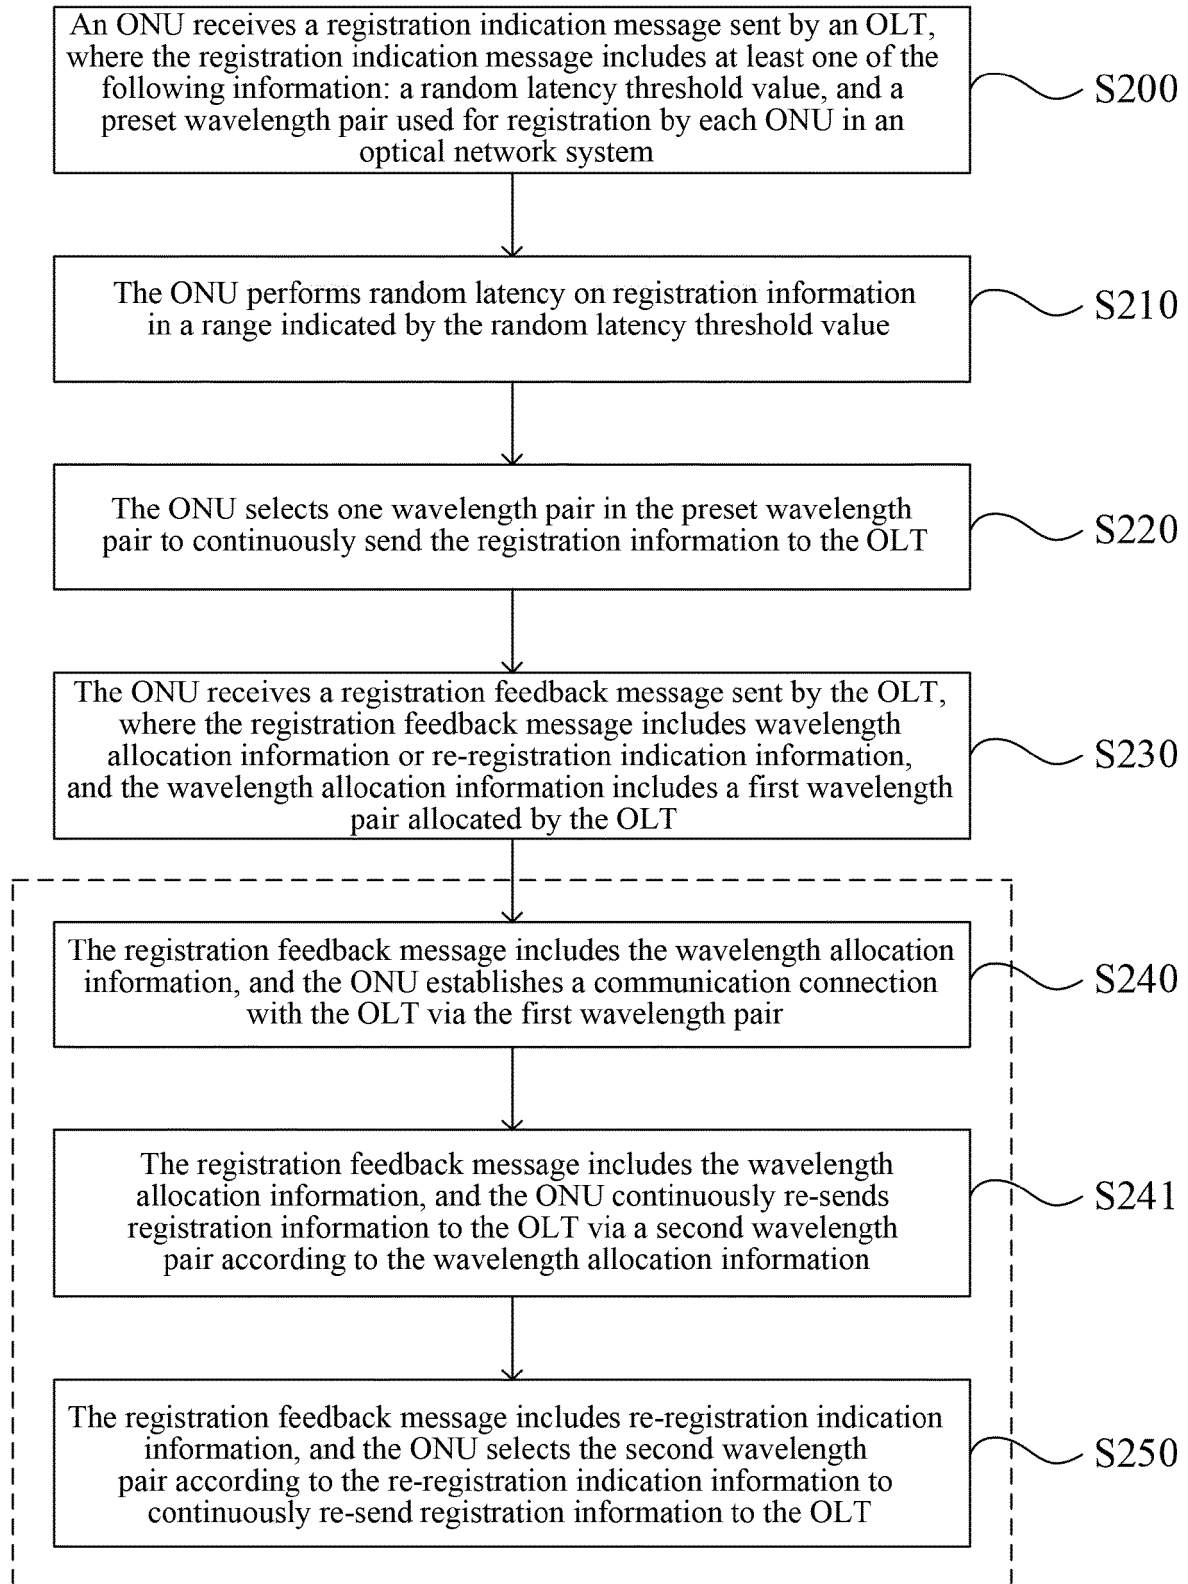 An ONU receives a registration indication message sent by an OLT,
where the registration indication message includes at least one of the
following information: a random latency threshold value, and a
preset wavelength pair used for registration by each ONU in an
optical network system
S200
The ONU performs random latency on registration information
in a range indicated by the random latency threshold value
S210
The ONU selects one wavelength pair in the preset wavelength
pair to continuously send the registration information to the OLT
S220
The ONU receives a registration feedback message sent by the OLT,
where the registration feedback message includes wavelength
allocation information or re-registration indication information,
and the wavelength allocation information includes a first wavelength
pair allocated by the OLT
S230
The registration feedback message includes the wavelength allocation
information, and the ONU establishes a communication connection
with the OLT via the first wavelength pair
S240
The registration feedback message includes the wavelength
allocation information, and the ONU continuously re-sends
registration information to the OLT via a second wavelength
pair according to the wavelength allocation information
S241
The registration feedback message includes re-registration indication
information, and the ONU selects the second wavelength
pair according to the re-registration indication information to
continuously re-send registration information to the OLT
S250